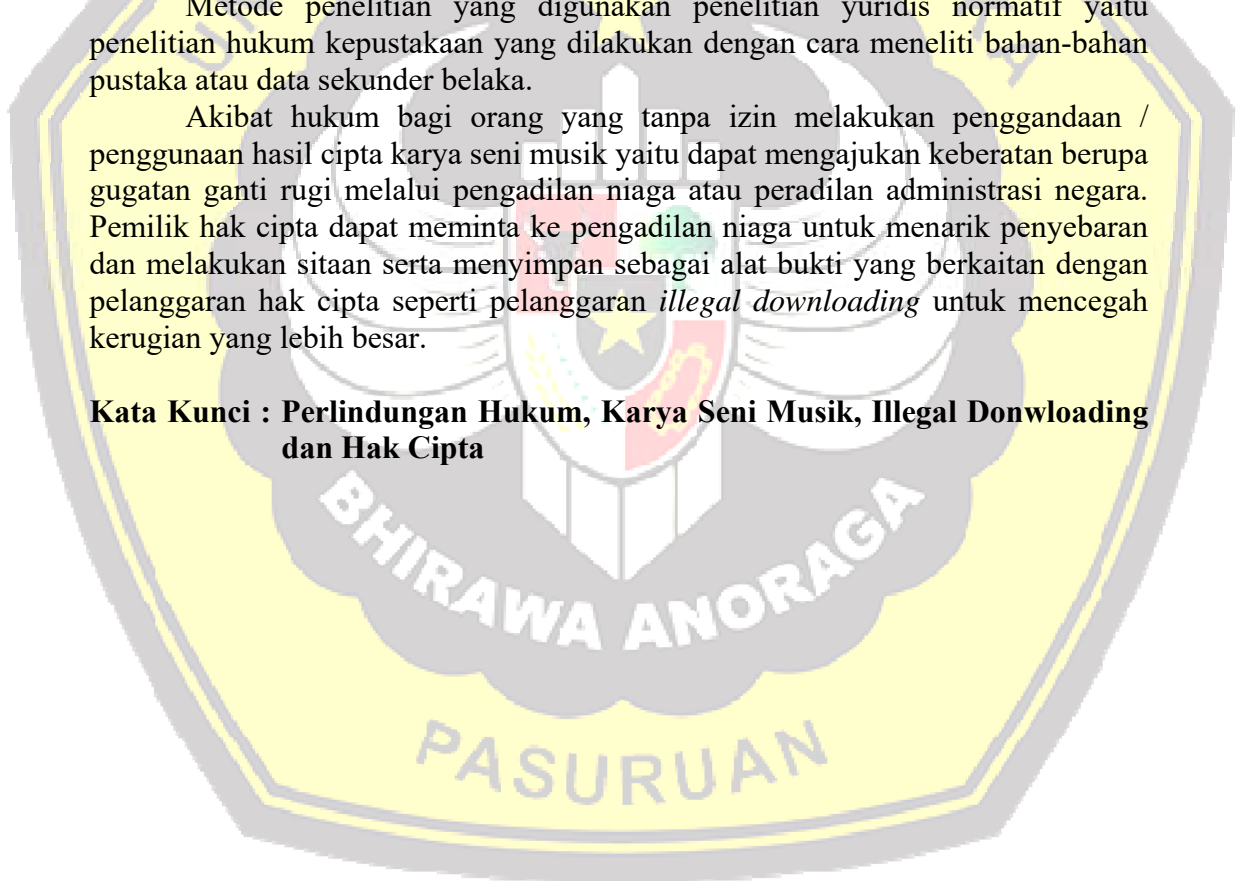 Metode penelitian yang digunakan penelitian yuridis normatif yaitu
penelitian hukum kepustakaan yang dilakukan dengan cara meneliti bahan-bahan
pustaka atau data sekunder belaka.
Akibat hukum bagi orang yang tanpa izin melakukan penggandaan /
penggunaan hasil cipta karya seni musik yaitu dapat mengajukan keberatan berupa
gugatan ganti rugi melalui pengadilan niaga atau peradilan administrasi negara.
Pemilik hak cipta dapat meminta ke pengadilan niaga untuk menarik penyebaran
dan melakukan sitaan serta menyimpan sebagai alat bukti yang berkaitan dengan
pelanggaran hak cipta seperti pelanggaran illegal downloading untuk mencegah
kerugian yang lebih besar.
Kata Kunci : Perlindungan Hukum, Karya Seni Musik, Illegal Donwloading
dan Hak Cipta
BHIRAWA ANORAGA
PASURUAN